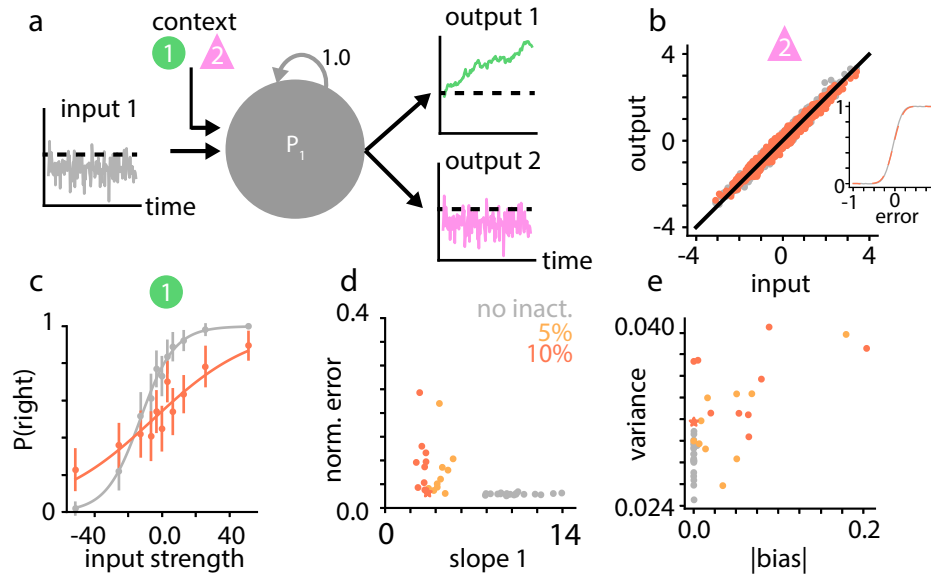 a
context
1 2
1.0
input 1
time
P1
output 1
output 2
time
b
2
output
4
0
-4
-4 0 4
input
1
0
-1 0
error
c
1
P(right)
1
0
-40 0.0 40
input strength
d
no inact.
5%
10%
norm. error
0.4
0.0
0 14
slope 1
e
variance
0.040
0.024
0.0 0.2
|bias|